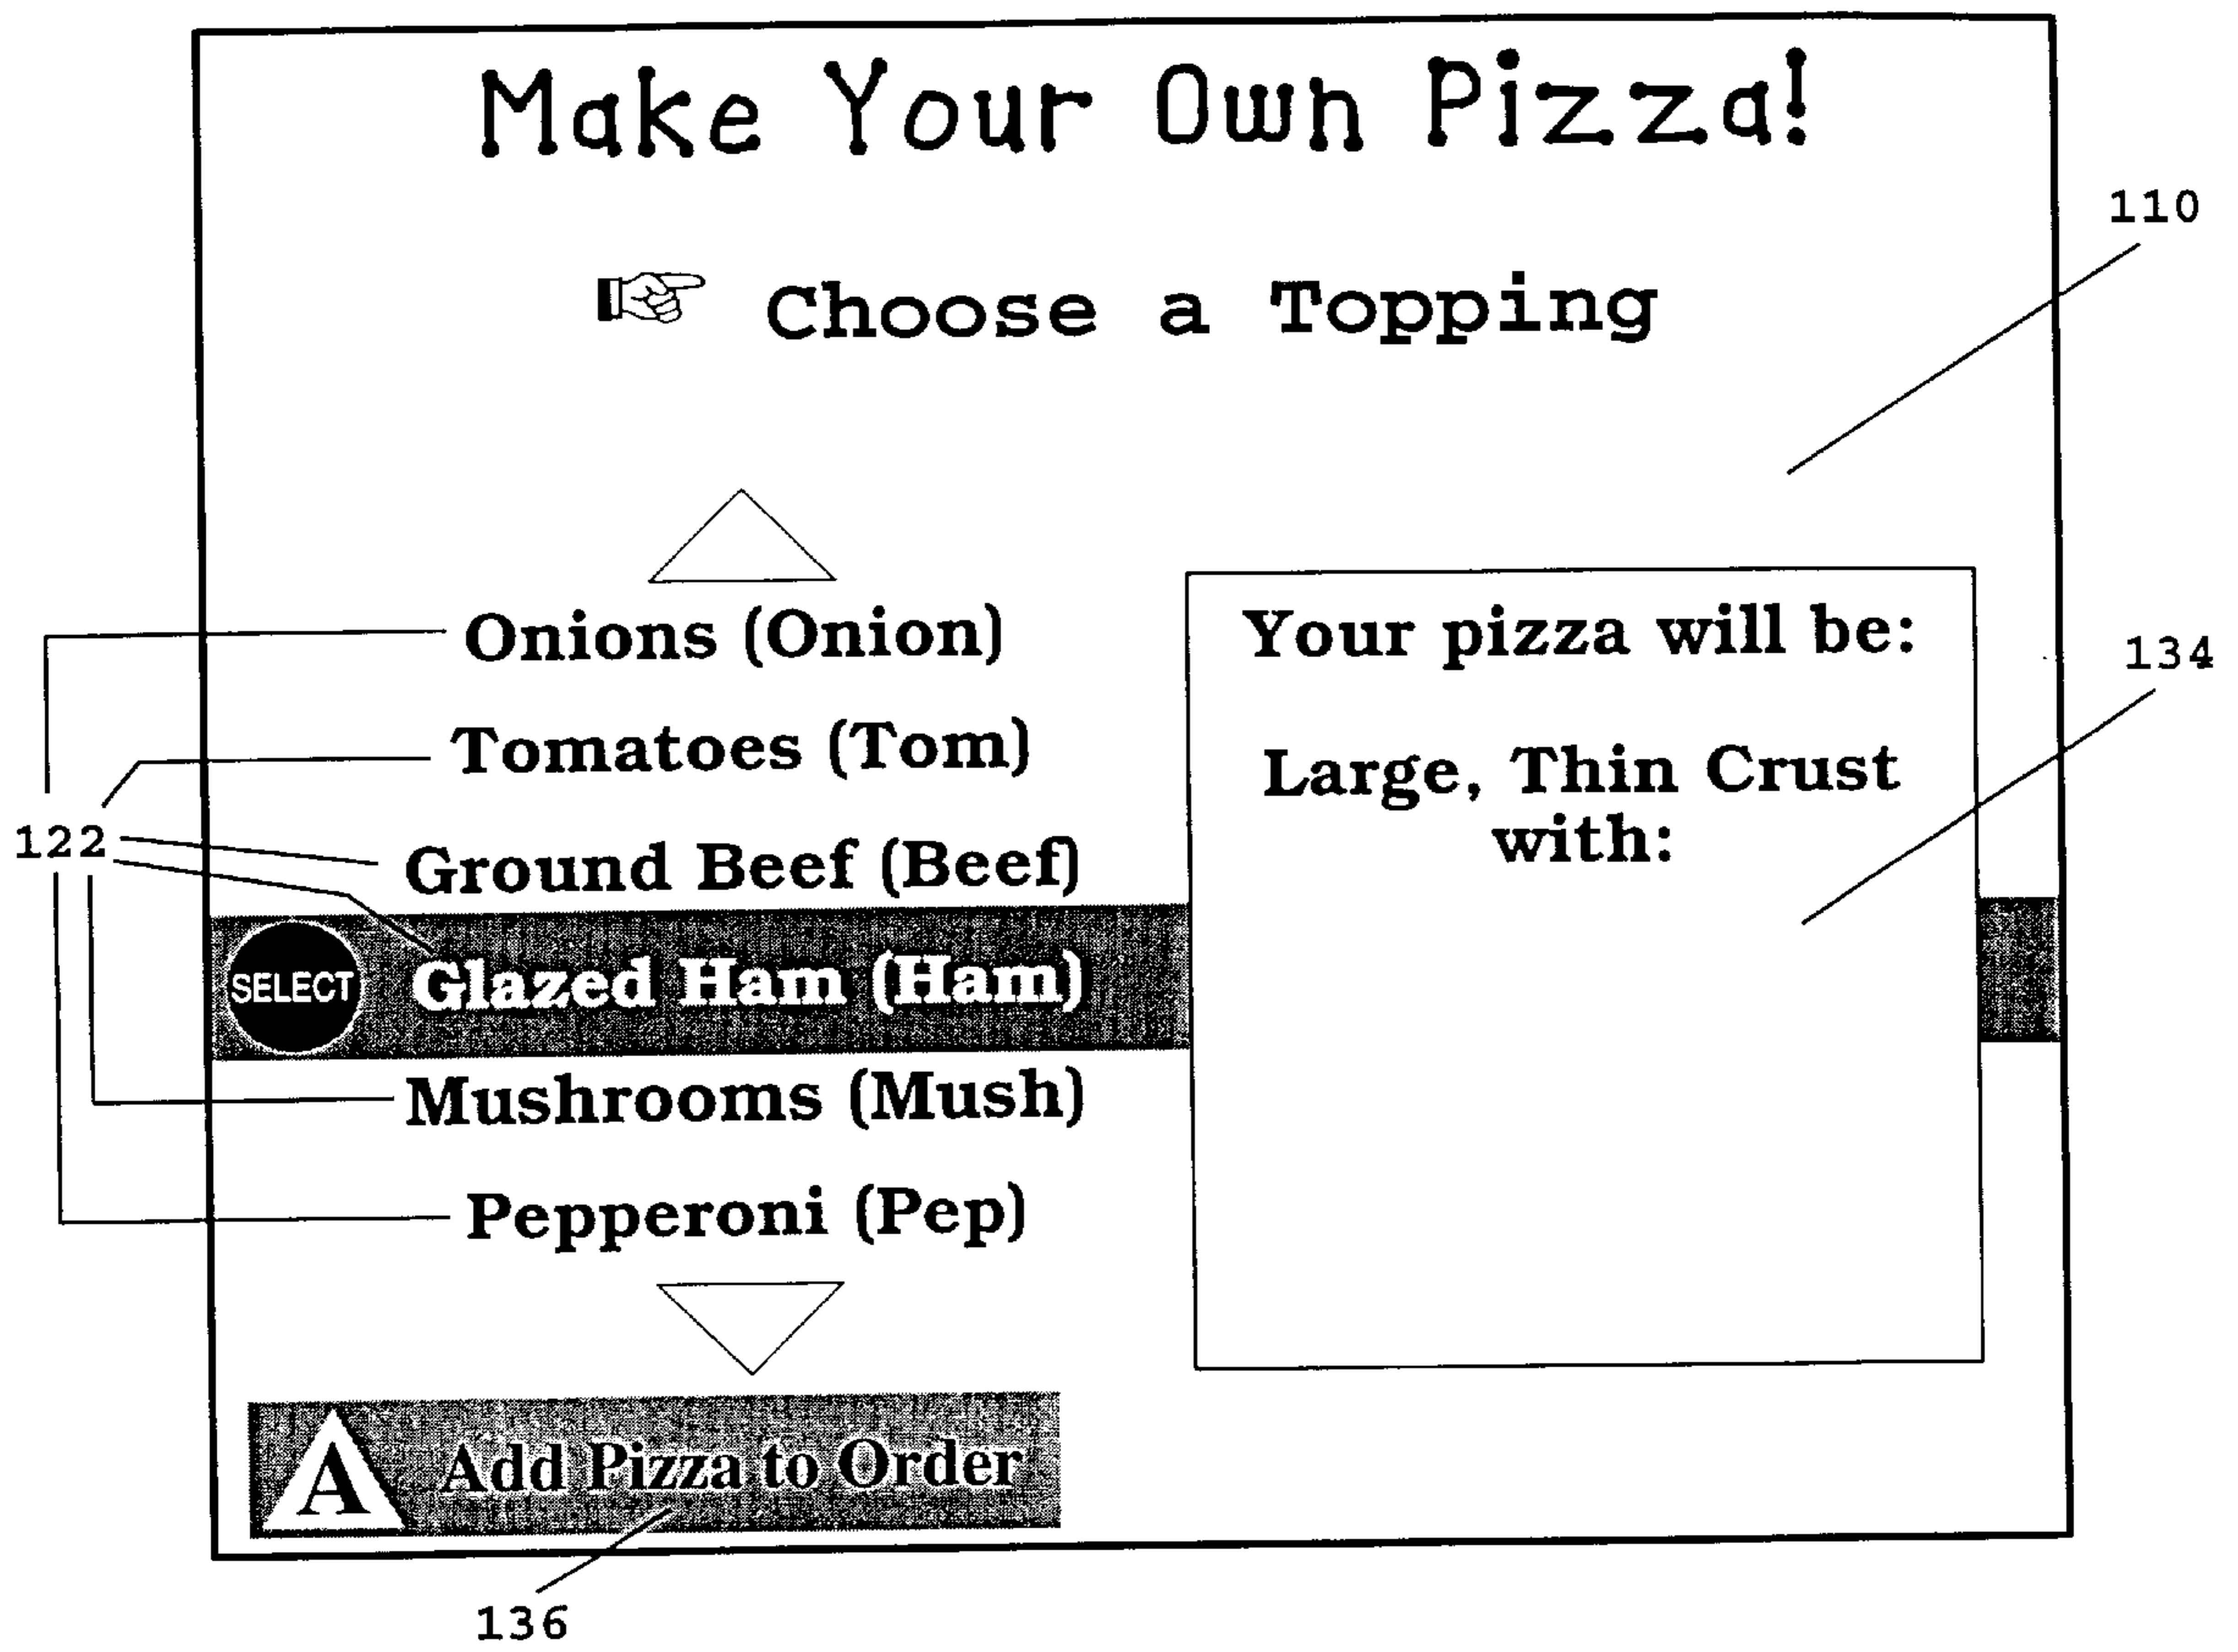 Make Your Own Pizza!
110
☞ Choose a Topping
Onions (Onion)
Tomatoes (Tom)
122
Ground Beef (Beef)
SELECT Glazed Ham (Ham)
Mushrooms (Mush)
Pepperoni (Pep)
Your pizza will be:
134
Large, Thin Crust
with:
A Add Pizza to Order
136